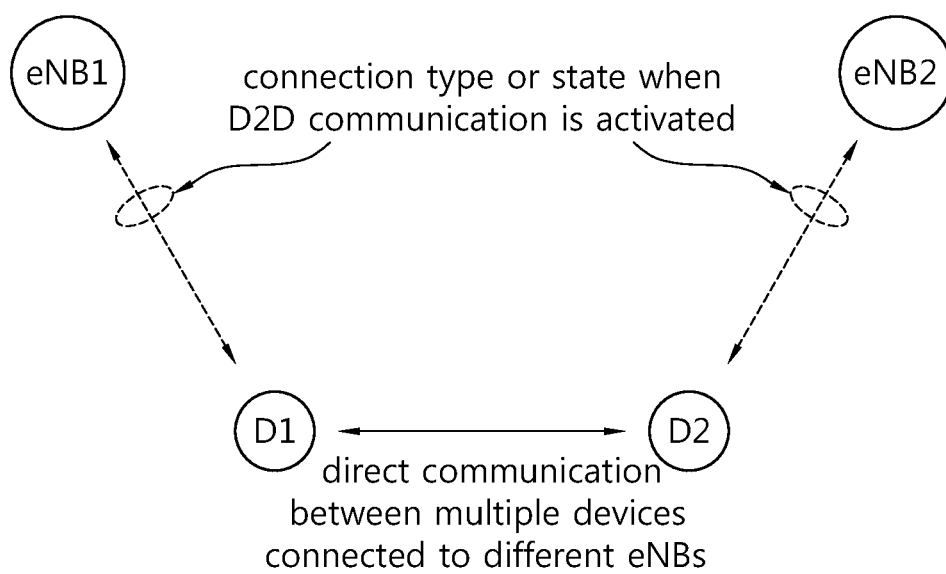 eNB1
eNB2
connection type or state when
D2D communication is activated
D1
D2
direct communication
between multiple devices
connected to different eNBs